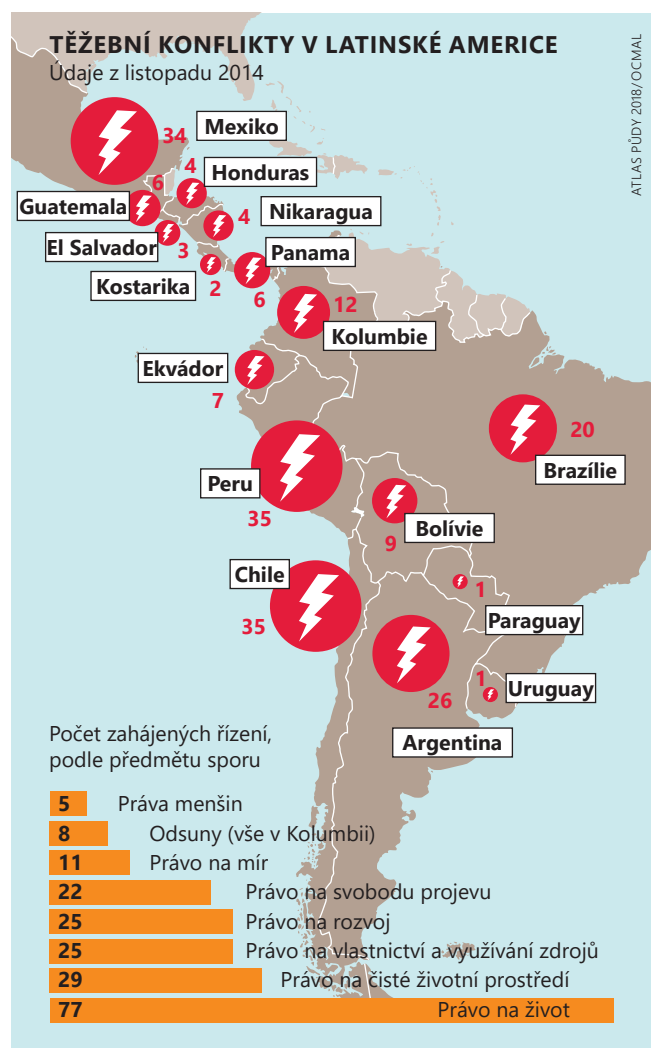 TĚŽEBNÍ KONFLIKTY V LATINSKÉ AMERICE
Údaje z listopadu 2014
ATLAS PŮDY 2018/OCMAL
34
Mexiko
6
4
Honduras
Guatemala
4
Nikaragua
El Salvador
3
Panama
Kostarika
2
6
12
Kolumbie
Ekvádor
7
20
Brazílie
Peru
35
Bolívie
9
Chile
35
1
Paraguay
26
1
Uruguay
Argentina
Počet zahájených řízení,
podle předmětu sporu
5 Práva menšin
8 Odsuny (vše v Kolumbii)
11 Právo na mír
22 Právo na svobodu projevu
25 Právo na rozvoj
25 Právo na vlastnictví a využívání zdrojů
29 Právo na čisté životní prostředí
77 Právo na život